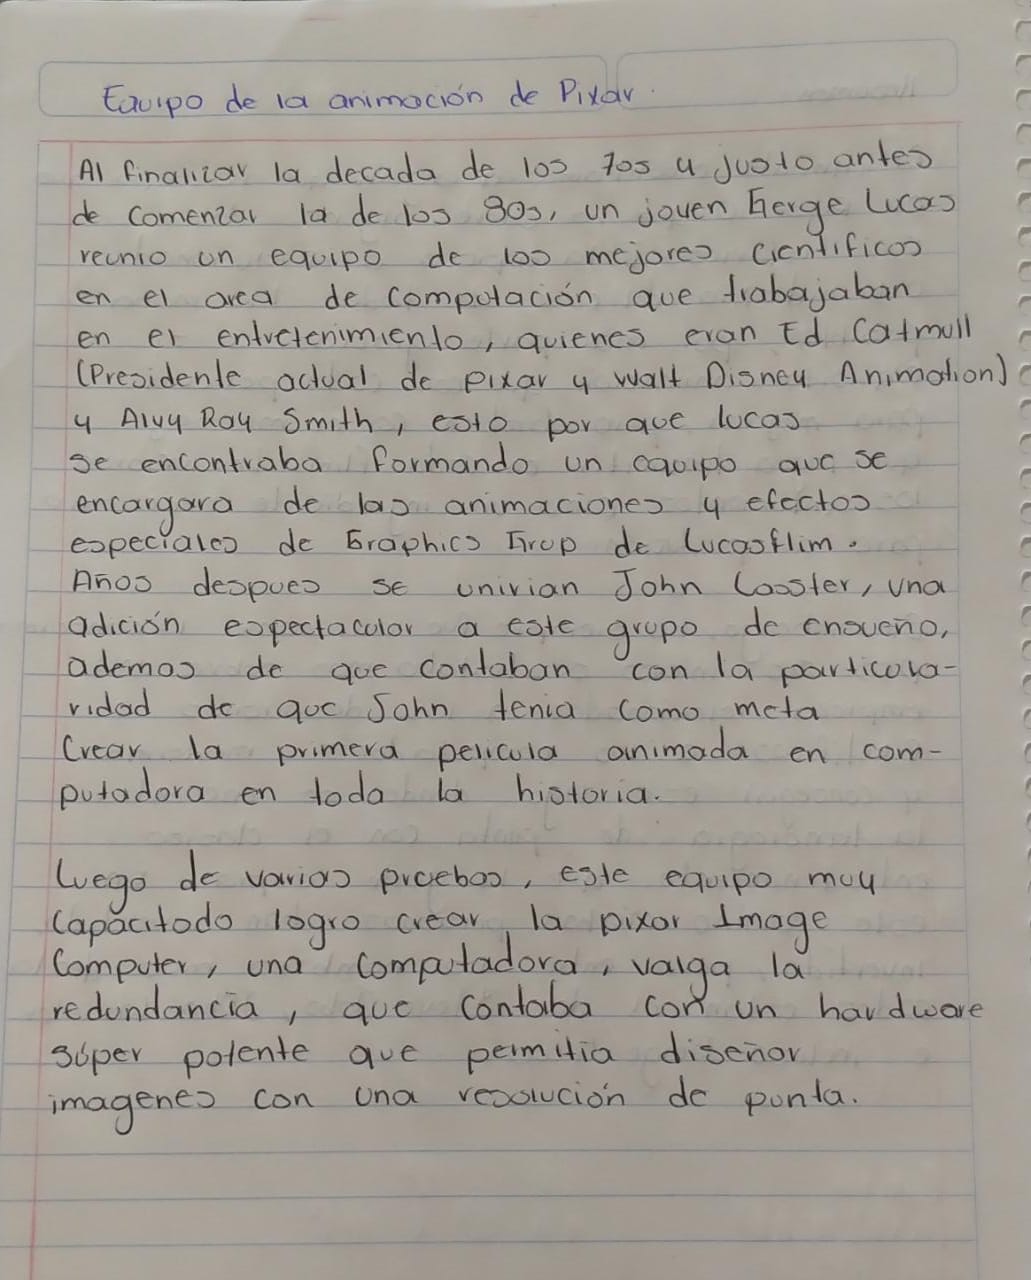 Equipo de la animación de Pixar.
Al finalizar la decada de los 70s y justo antes
de comenzar la de los 80s, un joven Gerge Lucas
reunio un equipo de los mejores cientificos
en el area de computación que trabajaban
en el entretenimiento, quienes eran Ed Catmull
(Presidente actual de pixar y Walt Disney Animation)
y Alvy Ray Smith, esto por que lucas
se encontraba formando un equipo que se
encargara de las animaciones y efectos
especiales de Graphics Grup de Lucasflim.
Años despues se unirian John Lasster, una
adición espectacular a este grupo de ensueño,
ademas de que contaban con la particula-
ridad de que John tenia como meta
Crear la primera pelicula animada en com-
putadora en toda la historia.
Luego de varias pruebas, este equipo muy
Capacitado logro crear la pixar Image
Computer, una computadora, valga la
redundancia, que contaba con un hardware
súper potente que permitia diseñar
imagenes con una resolución de punta.